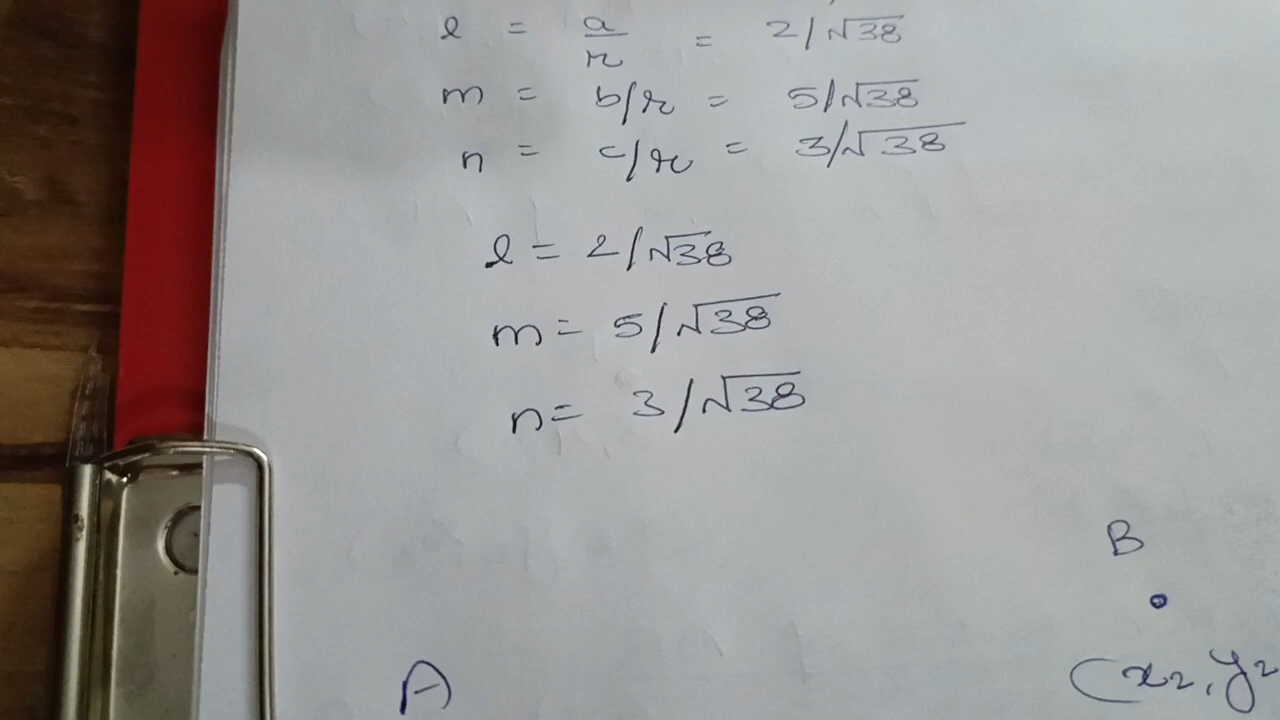 l = a/r = 2/√38
m = b/r = 5/√38
n = c/r = 3/√38
l = 2/√38
m = 5/√38
n = 3/√38
B
A
(x₂, y₂